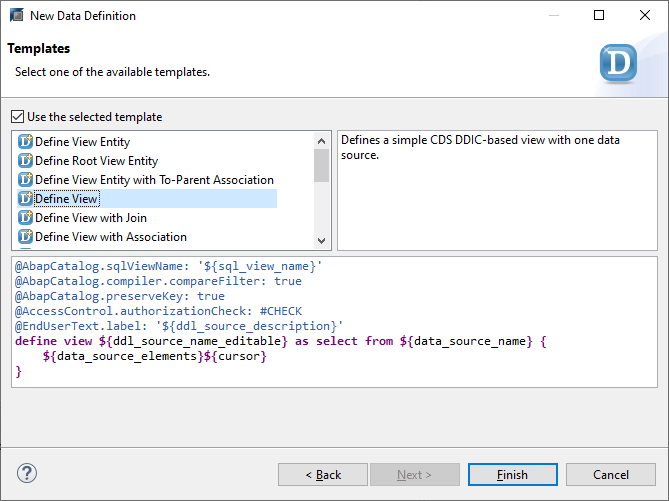 New Data Definition
Templates
Select one of the available templates.
D
Use the selected template
Define View Entity
Define Root View Entity
Define View Entity with To-Parent Association
Define View
Define View with Join
Define View with Association
Defines a simple CDS DDIC-based view with one data
source.
@AbapCatalog.sqlViewName: '${sql_view_name}'
@AbapCatalog.compiler.compareFilter: true
@AbapCatalog.preserveKey: true
@AccessControl.authorizationCheck: #CHECK
@EndUserText.label: '${ddl_source_description}'
define view ${ddl_source_name_editable} as select from ${data_source_name} {
    ${data_source_elements}${cursor}
}
?
< Back
Next >
Finish
Cancel